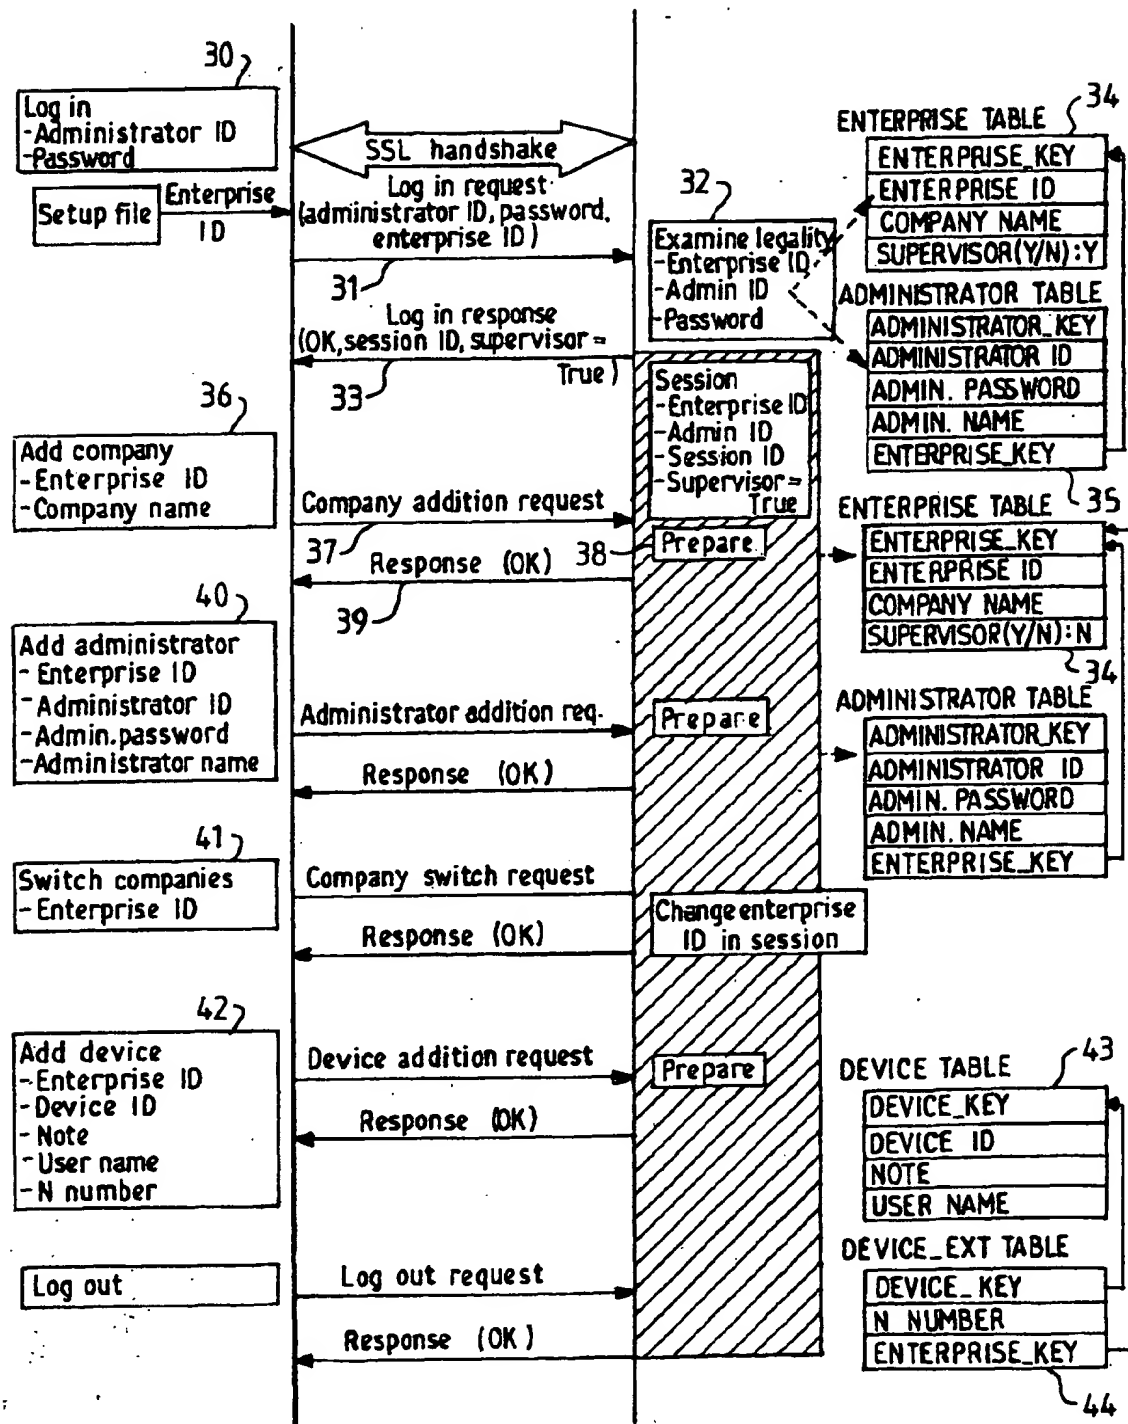 30
Log in
-Administrator ID
-Password
Setup file
Enterprise
ID
SSL handshake
Log in request
(administrator ID, password,
enterprise ID)
31
32
Examine legality
-Enterprise ID
-Admin ID
-Password
34
ENTERPRISE TABLE
ENTERPRISE_KEY
ENTERPRISE ID
COMPANY NAME
SUPERVISOR(Y/N):Y
ADMINISTRATOR TABLE
ADMINISTRATOR_KEY
ADMINISTRATOR ID
ADMIN. PASSWORD
ADMIN. NAME
ENTERPRISE_KEY
35
Log in response
(OK,session ID, supervisor=
True)
33
Session
-Enterprise ID
-Admin ID
-Session ID
-Supervisor=
True
36
Add company
-Enterprise ID
-Company name
Company addition request
37
38
Prepare
Response (OK)
39
ENTERPRISE TABLE
ENTERPRISE_KEY
ENTERPRISE ID
COMPANY NAME
SUPERVISOR(Y/N):N
34
40
Add administrator
-Enterprise ID
-Administrator ID
-Admin.password
-Administrator name
Administrator addition req.
Prepare
Response (OK)
ADMINISTRATOR TABLE
ADMINISTRATOR_KEY
ADMINISTRATOR ID
ADMIN. PASSWORD
ADMIN. NAME
ENTERPRISE_KEY
41
Switch companies
-Enterprise ID
Company switch request
Change enterprise
ID in session
Response (OK)
42
Add device
-Enterprise ID
-Device ID
-Note
-User name
-N number
Device addition request
Prepare
Response (OK)
43
DEVICE TABLE
DEVICE_KEY
DEVICE ID
NOTE
USER NAME
DEVICE_EXT TABLE
DEVICE_KEY
N NUMBER
ENTERPRISE_KEY
44
Log out
Log out request
Response (OK)